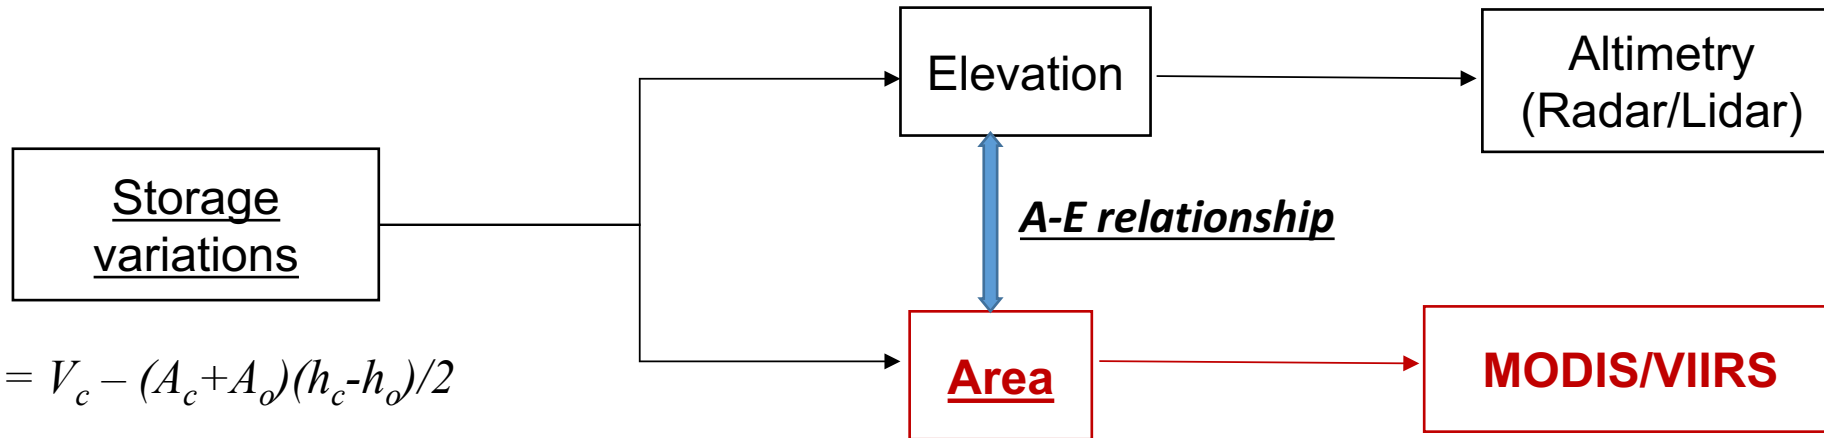 Elevation
Altimetry
(Radar/Lidar)
Storage
variations
A-E relationship
= V_c – (A_c+A_o)(h_c-h_o)/2
Area
MODIS/VIIRS